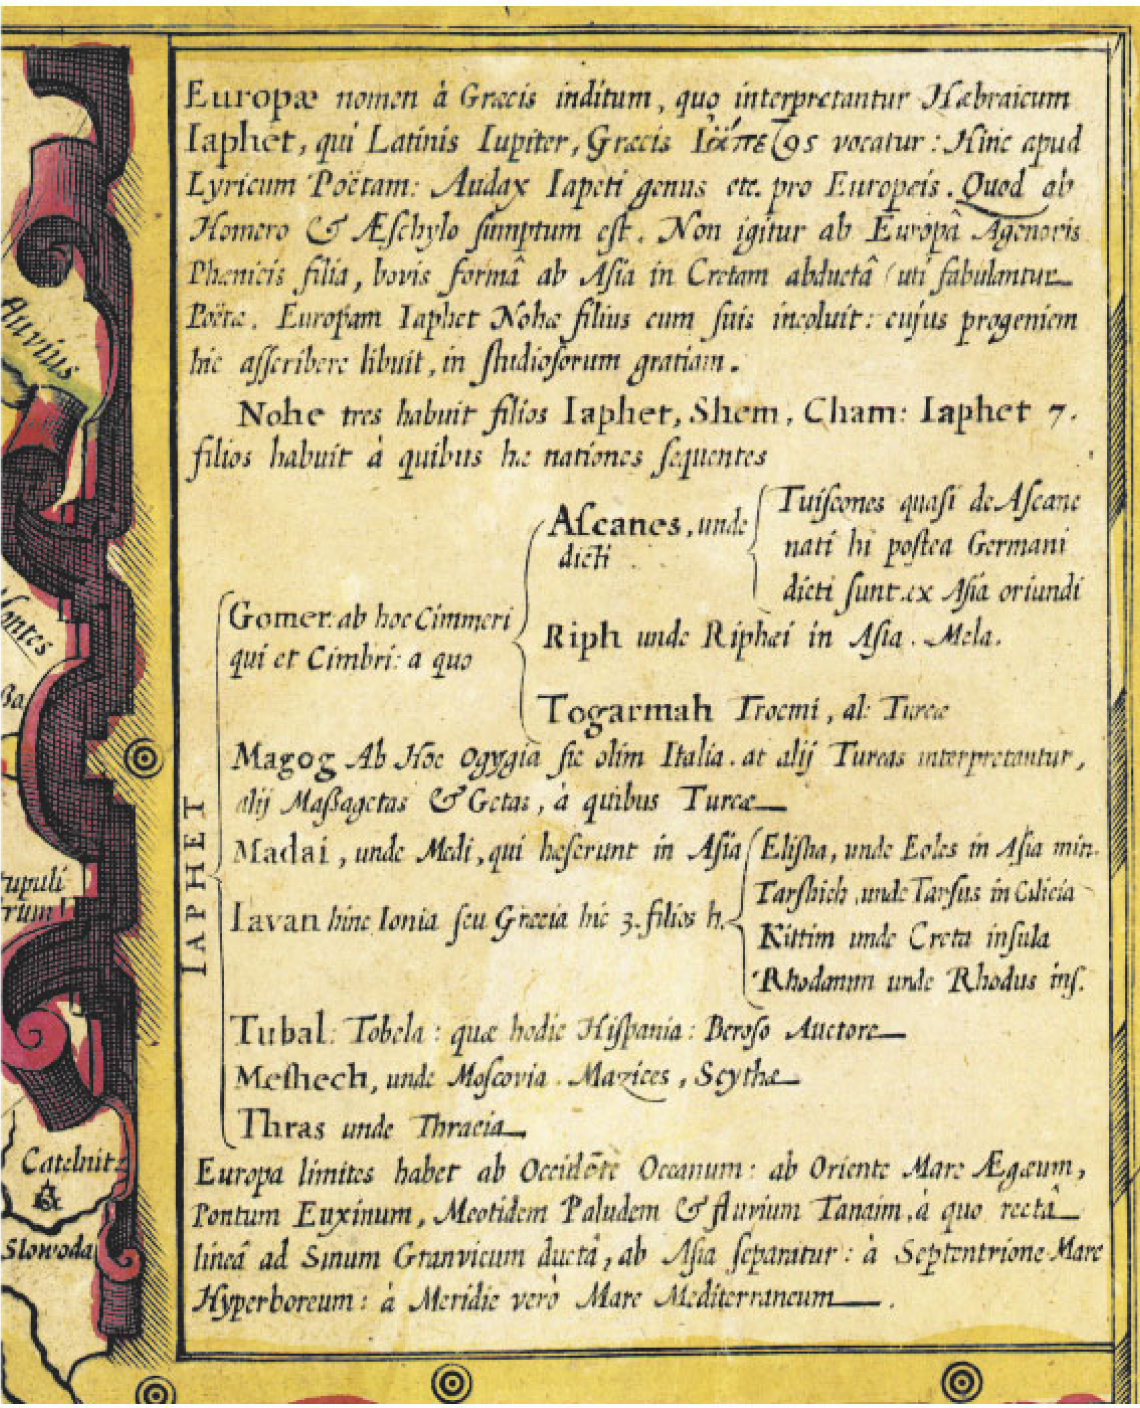 fluvius
Montes
Ba
tupuli
rum
Catelnitz
Slowoda
Europæ nomen à Græcis inditum, quo interpretantur Hæbraicum
Iaphet, qui Latinis Iupiter, Græcis vocatur: Hinc apud
Lyricum Poëtam: Audax Iapeti genus etc. pro Europeis. Quod ab
Homero & Æſchylo ſumptum eſt. Non igitur ab Europâ Agenoris
Phœnicis filia, bovis formâ ab Aſia in Cretam abductâ (uti fabulantur
Poëtæ. Europam Iaphet Nohæ filius cum ſuis incoluit: cujus progeniem
hic aſſcribere libuit, in ſtudioſorum gratiam.
Nohe tres habuit filios Iaphet, Shem, Cham: Iaphet 7.
filios habuit à quibus hæ nationes ſequentes
IAPHET
Gomer: ab hoc Cimmeri
qui et Cimbri: a quo
Aſcanes, unde
dicti
Tuiſcones quaſi de Aſcane
nati hi poſtea Germani
dicti ſunt. ex Aſia oriundi
Riph unde Riphæi in Aſia. Mela.
Togarmah Trocmi, al: Turcæ
Magog Ab Hoc Ogygia ſic olim Italia. at alij Turcas interpretantur,
alij Maßagetas & Getas, à quibus Turcæ
Madai, unde Medi, qui heſerunt in Aſia
Iavan hinc Ionia ſeu Græcia hic 3. filios h.
Eliſha, unde Eoles in Aſia min.
Tarſhich, unde Tarſus in Cilicia
Kittim unde Creta inſula
Rhodanım unde Rhodus inſ.
Tubal: Tobela: quæ hodie Hiſpania: Beroſo Auctore
Meſhech, unde Moſcovia. Mazices, Scythæ
Thras unde Thracia
Europa limites habet ab Occidēte Oceanum: ab Oriente Mare Ægæum,
Pontum Euxinum, Meotidem Paludem & fluvium Tanaim, à quo rectâ
lineâ ad Sinum Granvicum ductâ, ab Aſia ſeparatur: à Septentrione Mare
Hyperboreum: à Meridie verò Mare Mediterraneum.